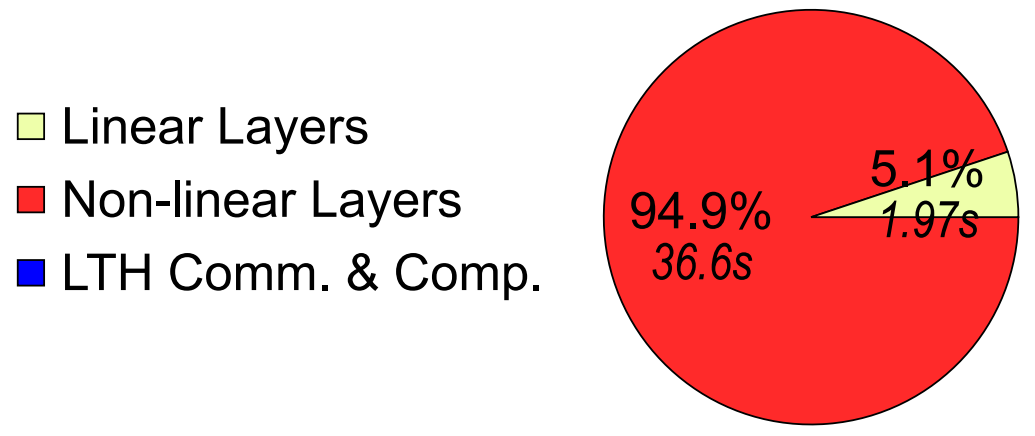 Linear Layers
Non-linear Layers
LTH Comm. & Comp.
94.9%
36.6s
5.1%
1.97s